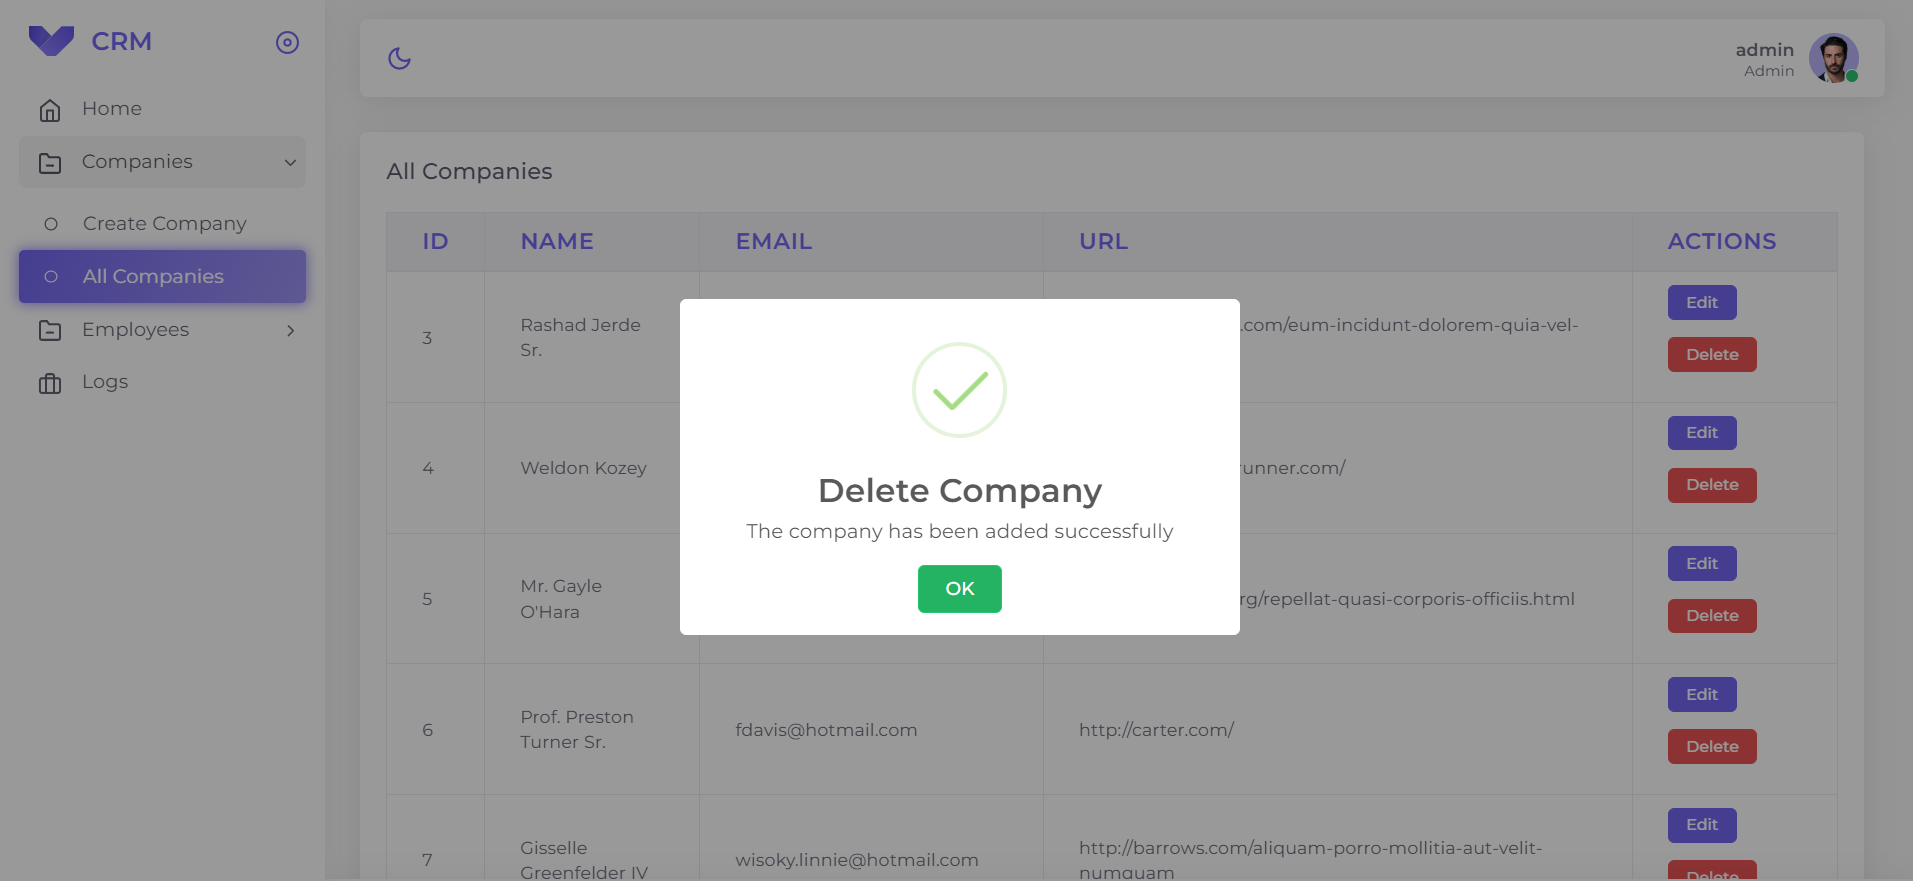 CRM
Home
Companies
Create Company
All Companies
Employees
Logs
admin
Admin
All Companies
ID NAME EMAIL URL ACTIONS
3 Rashad Jerde
Sr.
.com/eum-incidunt-dolorem-quia-vel-
Edit
Delete
4 Weldon Kozey runner.com/
Edit
Delete
5 Mr. Gayle
O'Hara
rg/repellat-quasi-corporis-officiis.html
Edit
Delete
6 Prof. Preston
Turner Sr.
fdavis@hotmail.com http://carter.com/
Edit
Delete
7 Gisselle
Greenfelder IV
wisoky.linnie@hotmail.com
http://barrows.com/aliquam-porro-mollitia-aut-velit-
numquam
Edit
Delete
Delete Company
The company has been added successfully
OK